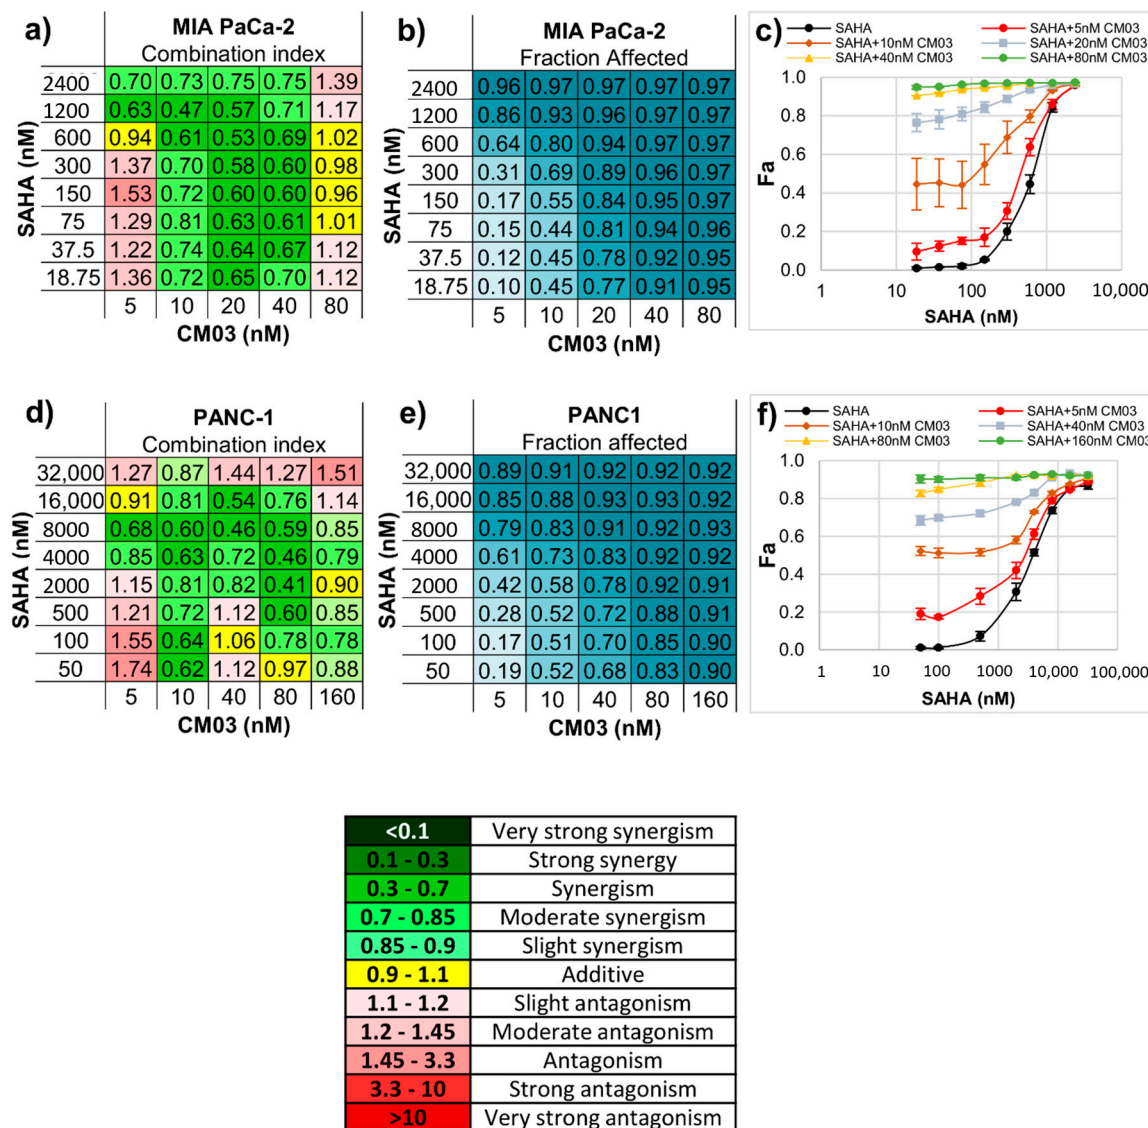 a)
MIA PaCa-2
Combination index
2400 0.70 0.73 0.75 0.75 1.39
1200 0.63 0.47 0.57 0.71 1.17
600 0.94 0.61 0.53 0.69 1.02
300 1.37 0.70 0.58 0.60 0.98
150 1.53 0.72 0.60 0.60 0.96
75 1.29 0.81 0.63 0.61 1.01
37.5 1.22 0.74 0.64 0.67 1.12
18.75 1.36 0.72 0.65 0.70 1.12
5 10 20 40 80
SAHA (nM)
CM03 (nM)
b)
MIA PaCa-2
Fraction Affected
2400 0.96 0.97 0.97 0.97 0.97
1200 0.86 0.93 0.96 0.97 0.97
600 0.64 0.80 0.94 0.97 0.97
300 0.31 0.69 0.89 0.96 0.97
150 0.17 0.55 0.84 0.95 0.97
75 0.15 0.44 0.81 0.94 0.96
37.5 0.12 0.45 0.78 0.92 0.95
18.75 0.10 0.45 0.77 0.91 0.95
5 10 20 40 80
SAHA (nM)
CM03 (nM)
c)
SAHA SAHA+5nM CM03
SAHA+10nM CM03 SAHA+20nM CM03
SAHA+40nM CM03 SAHA+80nM CM03
1.0
0.8
0.6
0.4
0.2
0.0
Fa
1 10 100 1000 10,000
SAHA (nM)
d)
PANC-1
Combination index
32,000 1.27 0.87 1.44 1.27 1.51
16,000 0.91 0.81 0.54 0.76 1.14
8000 0.68 0.60 0.46 0.59 0.85
4000 0.85 0.63 0.72 0.46 0.79
2000 1.15 0.81 0.82 0.41 0.90
500 1.21 0.72 1.12 0.60 0.85
100 1.55 0.64 1.06 0.78 0.78
50 1.74 0.62 1.12 0.97 0.88
5 10 40 80 160
SAHA (nM)
CM03 (nM)
e)
PANC1
Fraction affected
32,000 0.89 0.91 0.92 0.92 0.92
16,000 0.85 0.88 0.93 0.93 0.92
8000 0.79 0.83 0.91 0.92 0.93
4000 0.61 0.73 0.83 0.92 0.92
2000 0.42 0.58 0.78 0.92 0.91
500 0.28 0.52 0.72 0.88 0.91
100 0.17 0.51 0.70 0.85 0.90
50 0.19 0.52 0.68 0.83 0.90
5 10 40 80 160
SAHA (nM)
CM03 (nM)
f)
SAHA SAHA+5nM CM03
SAHA+10nM CM03 SAHA+40nM CM03
SAHA+80nM CM03 SAHA+160nM CM03
1.0
0.8
0.6
0.4
0.2
0.0
Fa
1 10 100 1000 10,000 100,000
SAHA (nM)
<0.1 Very strong synergism
0.1 - 0.3 Strong synergy
0.3 - 0.7 Synergism
0.7 - 0.85 Moderate synergism
0.85 - 0.9 Slight synergism
0.9 - 1.1 Additive
1.1 - 1.2 Slight antagonism
1.2 - 1.45 Moderate antagonism
1.45 - 3.3 Antagonism
3.3 - 10 Strong antagonism
>10 Very strong antagonism